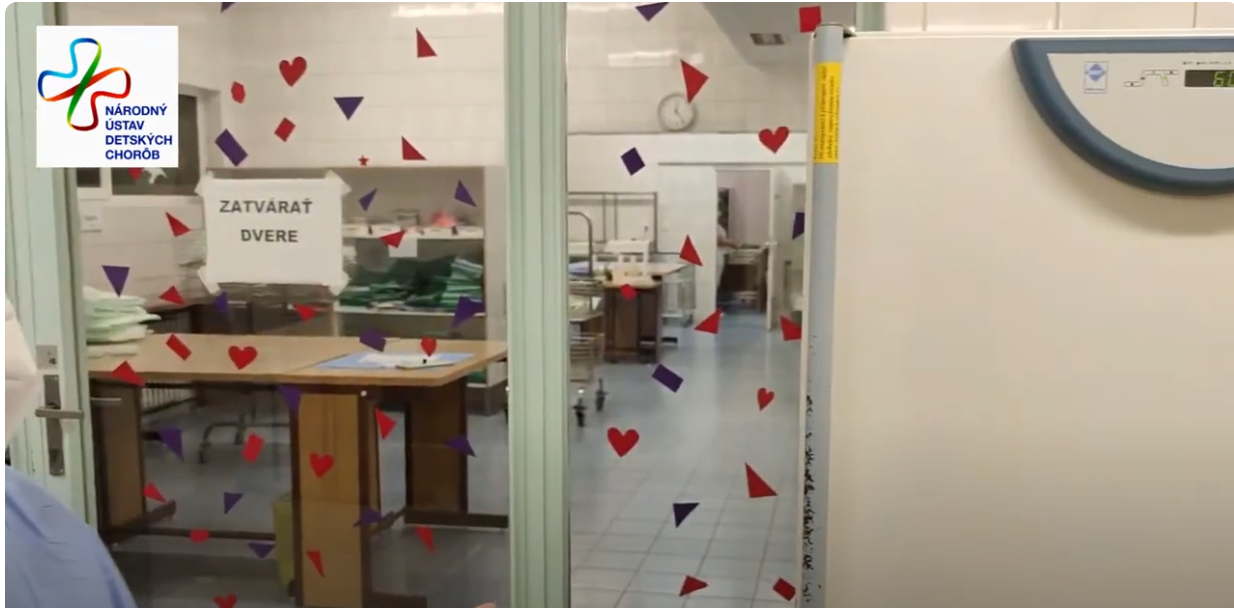 NÁRODNÝ
ÚSTAV
DETSKÝCH
CHORÔB
ZATVÁRAŤ
DVERE